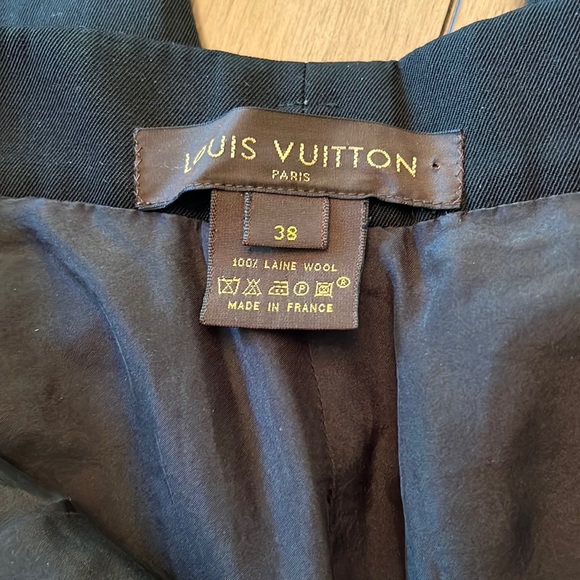 LOUIS VUITTON
PARIS
38
100% LAINE WOOL
P ®
MADE IN FRANCE